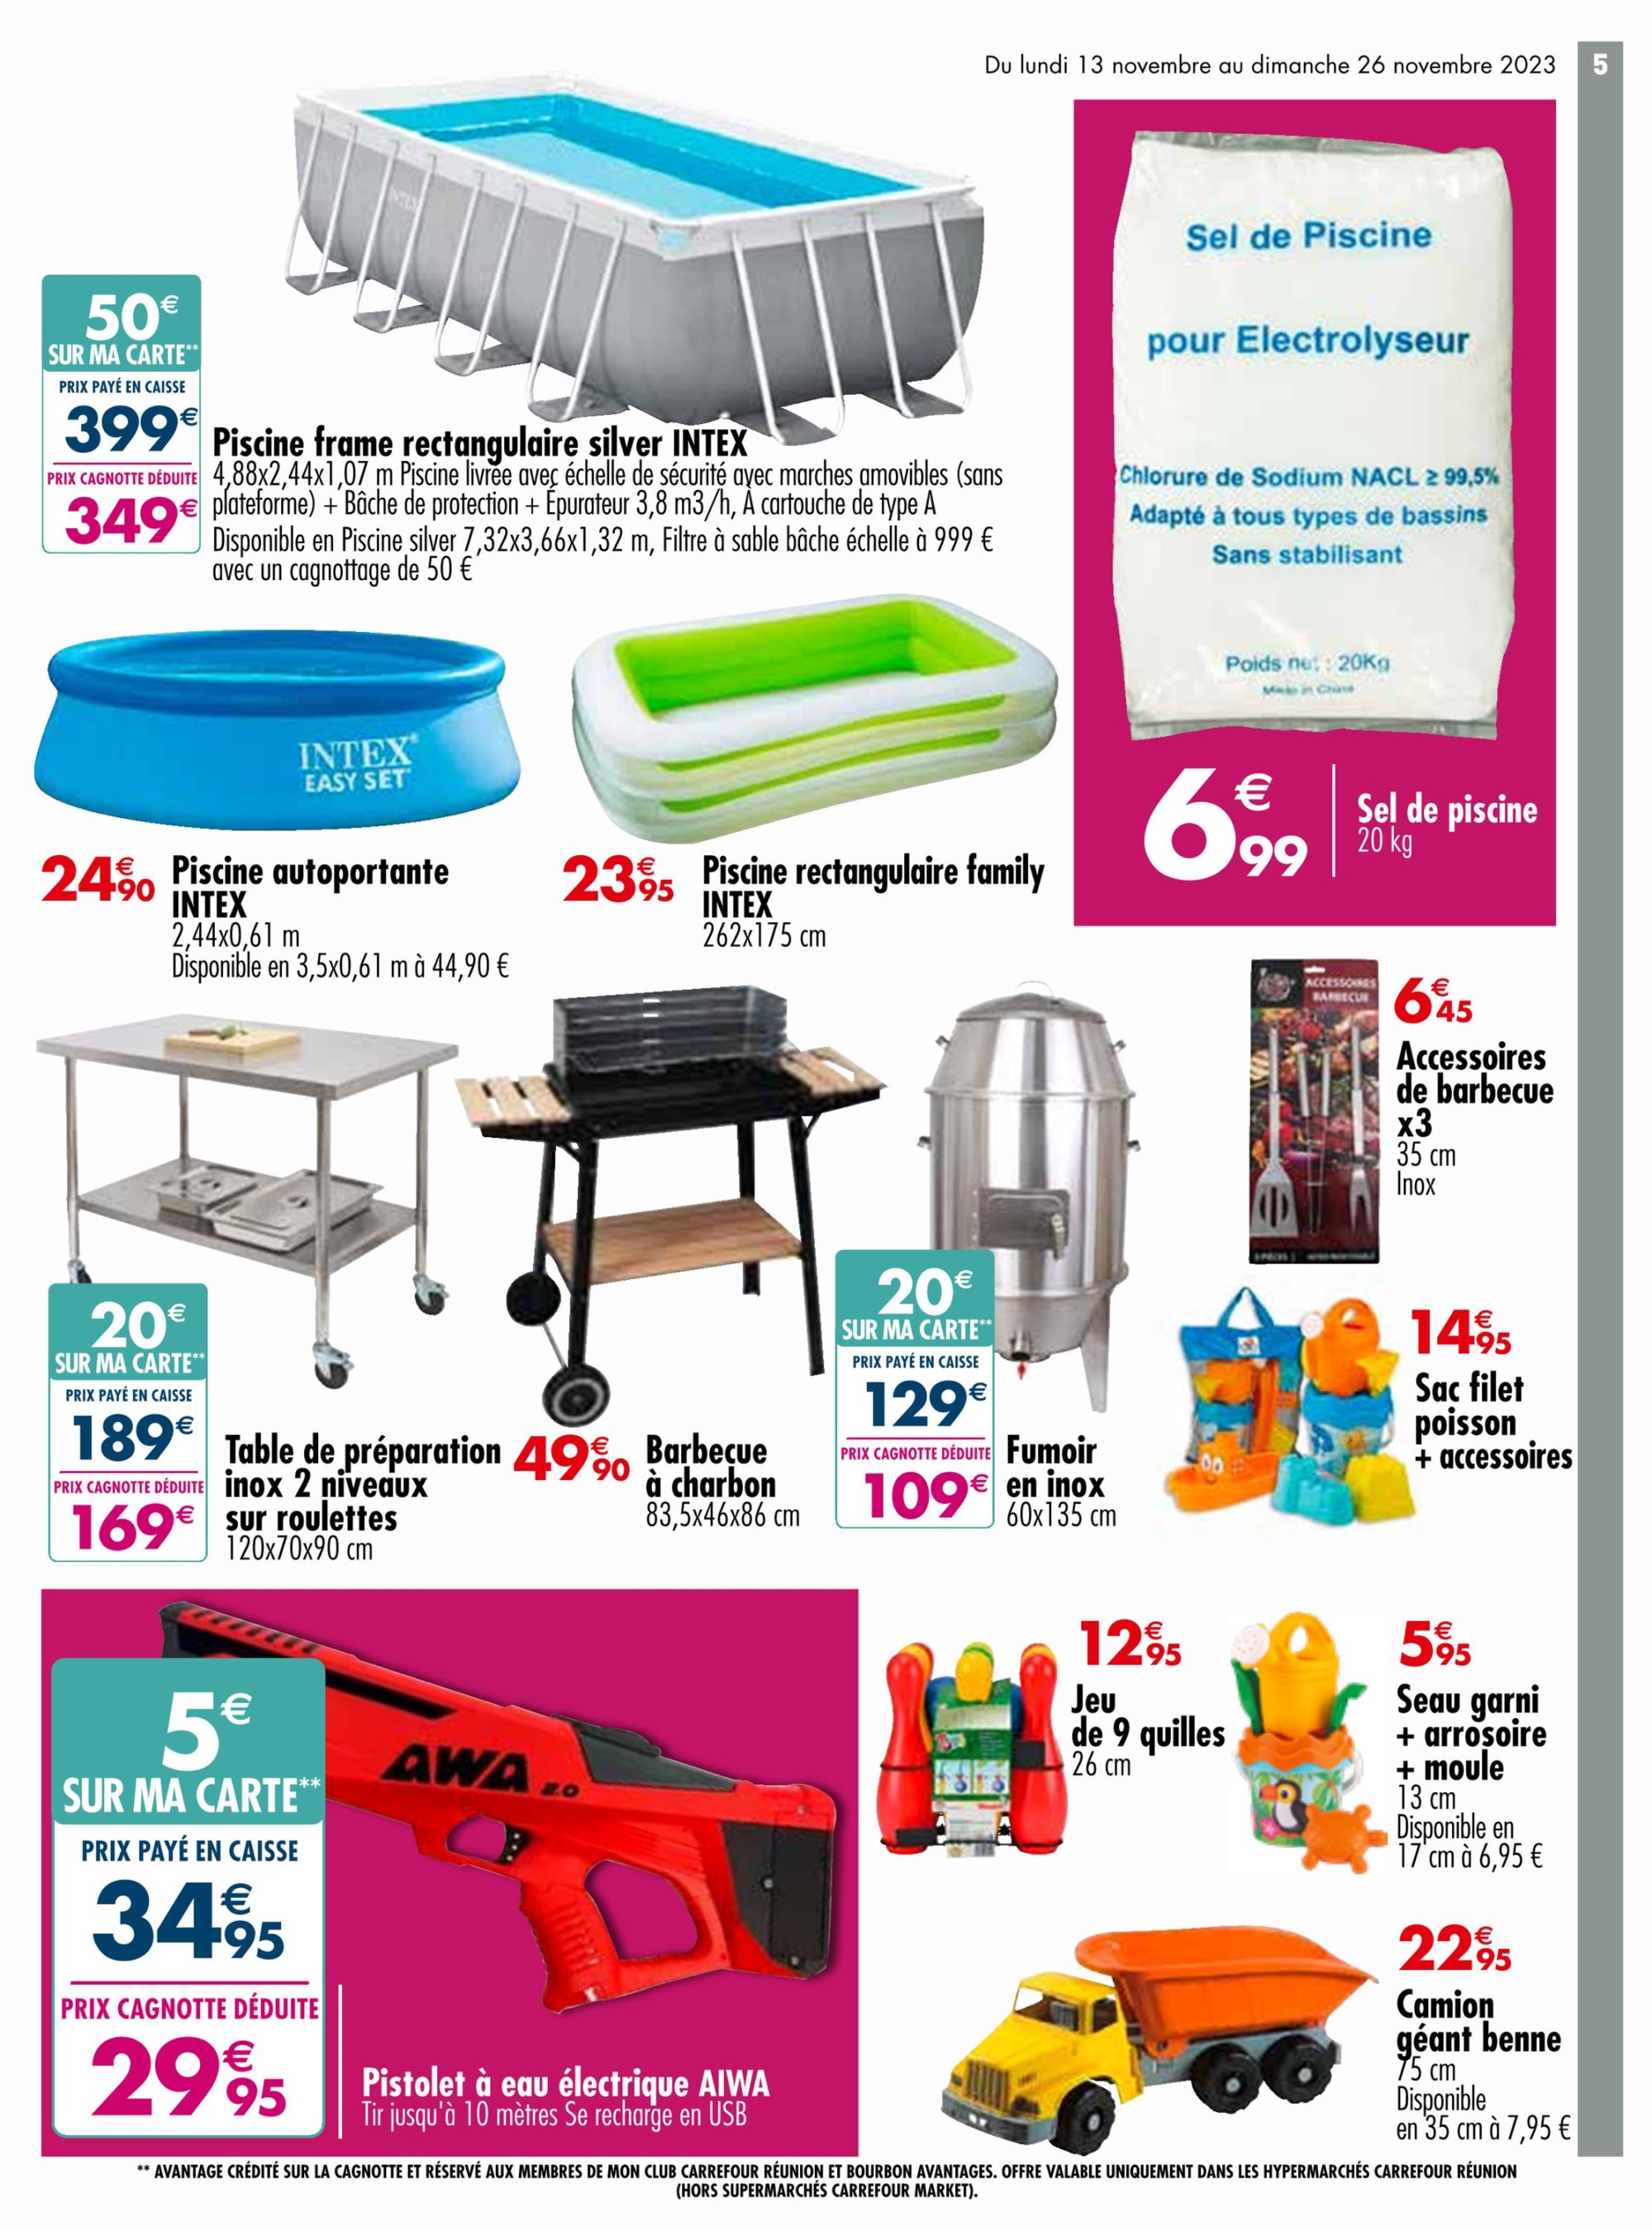 Du lundi 13 novembre au dimanche 26 novembre 2023
5
INTEX
50€
SUR MA CARTE**
PRIX PAYÉ EN CAISSE
399€
PRIX CAGNOTTE DÉDUITE
349€
Piscine frame rectangulaire silver INTEX
4,88x2,44x1,07 m Piscine livrée avec échelle de sécurité avec marches amovibles (sans
plateforme) + Bâche de protection + Épurateur 3,8 m3/h, À cartouche de type A
Disponible en Piscine silver 7,32x3,66x1,32 m, Filtre à sable bâche échelle à 999 €
avec un cagnottage de 50 €
Sel de Piscine
pour Electrolyseur
Chlorure de Sodium NACL ≥ 99,5%
Adapté à tous types de bassins
Sans stabilisant
Poids net : 20Kg
Made in China
6€99
Sel de piscine
20 kg
INTEX®
EASY SET
24€90
Piscine autoportante
INTEX
2,44x0,61 m
Disponible en 3,5x0,61 m à 44,90 €
23€95
Piscine rectangulaire family
INTEX
262x175 cm
ACCESSOIRES
BARBECUE
6€45
Accessoires
de barbecue
x3
35 cm
Inox
20€
SUR MA CARTE**
PRIX PAYÉ EN CAISSE
189€
PRIX CAGNOTTE DÉDUITE
169€
Table de préparation
inox 2 niveaux
sur roulettes
120x70x90 cm
49€90
Barbecue
à charbon
83,5x46x86 cm
20€
SUR MA CARTE**
PRIX PAYÉ EN CAISSE
129€
PRIX CAGNOTTE DÉDUITE
109€
Fumoir
en inox
60x135 cm
14€95
Sac filet
poisson
+ accessoires
5€
SUR MA CARTE**
PRIX PAYÉ EN CAISSE
34€95
PRIX CAGNOTTE DÉDUITE
29€95
AWA 2.0
Pistolet à eau électrique AIWA
Tir jusqu'à 10 mètres Se recharge en USB
12€95
Jeu
de 9 quilles
26 cm
5€95
Seau garni
+ arrosoire
+ moule
13 cm
Disponible en
17 cm à 6,95 €
22€95
Camion
géant benne
75 cm
Disponible
en 35 cm à 7,95 €
** AVANTAGE CRÉDITÉ SUR LA CAGNOTTE ET RÉSERVÉ AUX MEMBRES DE MON CLUB CARREFOUR RÉUNION ET BOURBON AVANTAGES. OFFRE VALABLE UNIQUEMENT DANS LES HYPERMARCHÉS CARREFOUR RÉUNION
(HORS SUPERMARCHÉS CARREFOUR MARKET).